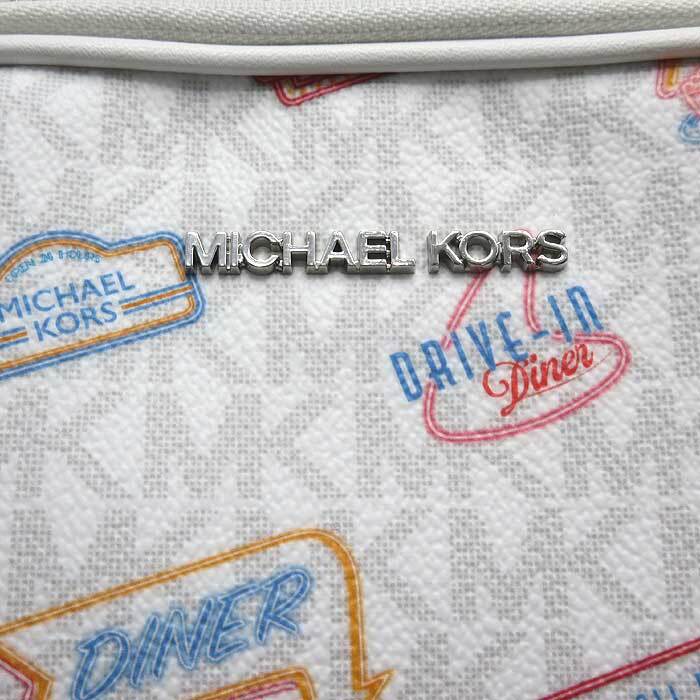 MICHAEL KORS
OPEN 24 HOURS
MICHAEL
KORS
DRIVE-IN
Diner
DINER